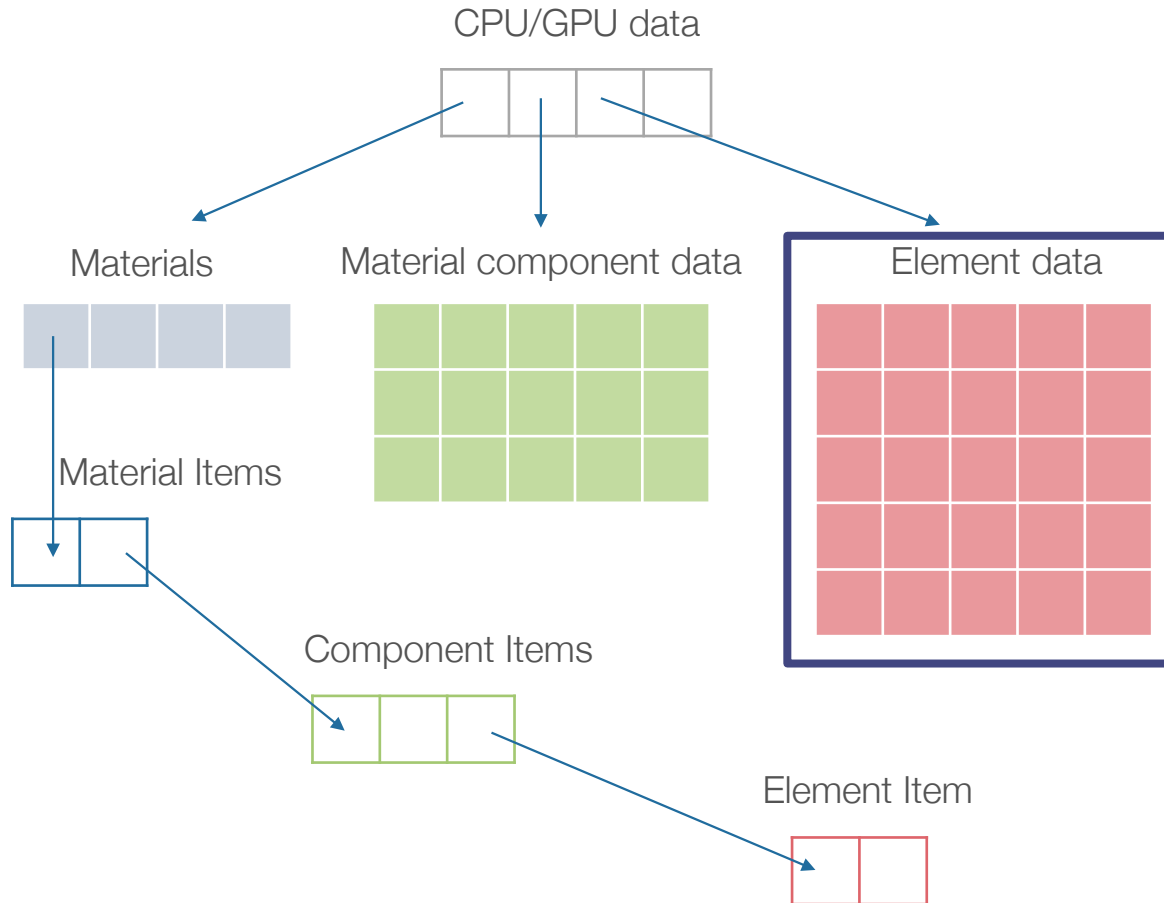 CPU/GPU data
Materials
Material component data
Element data
Material Items
Component Items
Element Item